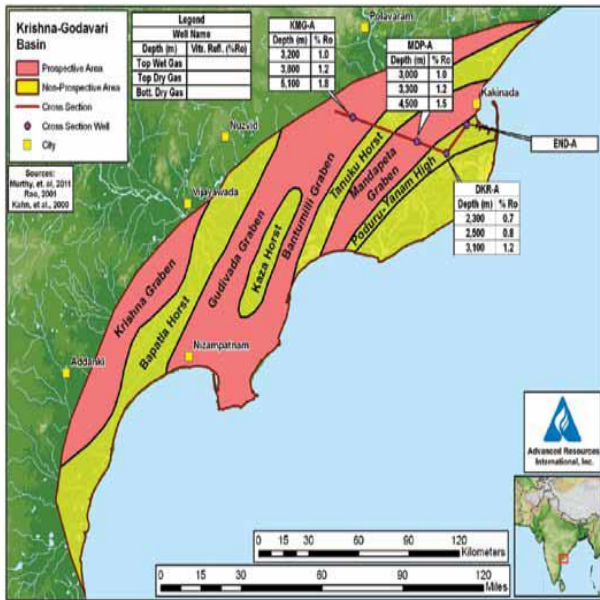 Krishna-Godavari
Basin
Prospective Area
Non-Prospective Area
Cross Section
Cross Section Well
City
Sources:
Murthy, et. al, 2011
Rao, 2001
Kahn, et al., 2000
Legend
Well Name
Depth (m) Vitr. Refl. (%Ro)
Top Wet Gas
Top Dry Gas
Bott. Dry Gas
KMG-A
Depth (m) % Ro
3,200 1.0
3,800 1.2
5,100 1.8
Polavaram
MDP-A
Depth (m) % Ro
3,000 1.0
3,300 1.2
4,500 1.5
Kakinada
END-A
DKR-A
Depth (m) % Ro
2,300 0.7
2,500 0.8
3,100 1.2
Nuzvid
Vijayawada
Addanki
Nizampatnam
Krishna Graben
Bapatla Horst
Gudivada Graben
Kaza Horst
Bantumilli Graben
Tanuku Horst
Mandapeta
Graben
Poduru-Yanam High
Advanced Resources
International, Inc.
0 15 30 60 90 120
Kilometers
0 15 30 60 90 120
Miles